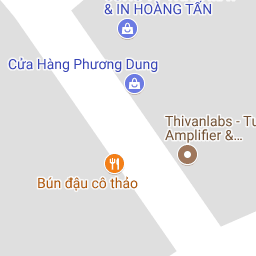 & IN HOÀNG TẤN
Cửa Hàng Phương Dung
Thivanlabs - Tu
Amplifier &...
Bún đậu cô thảo